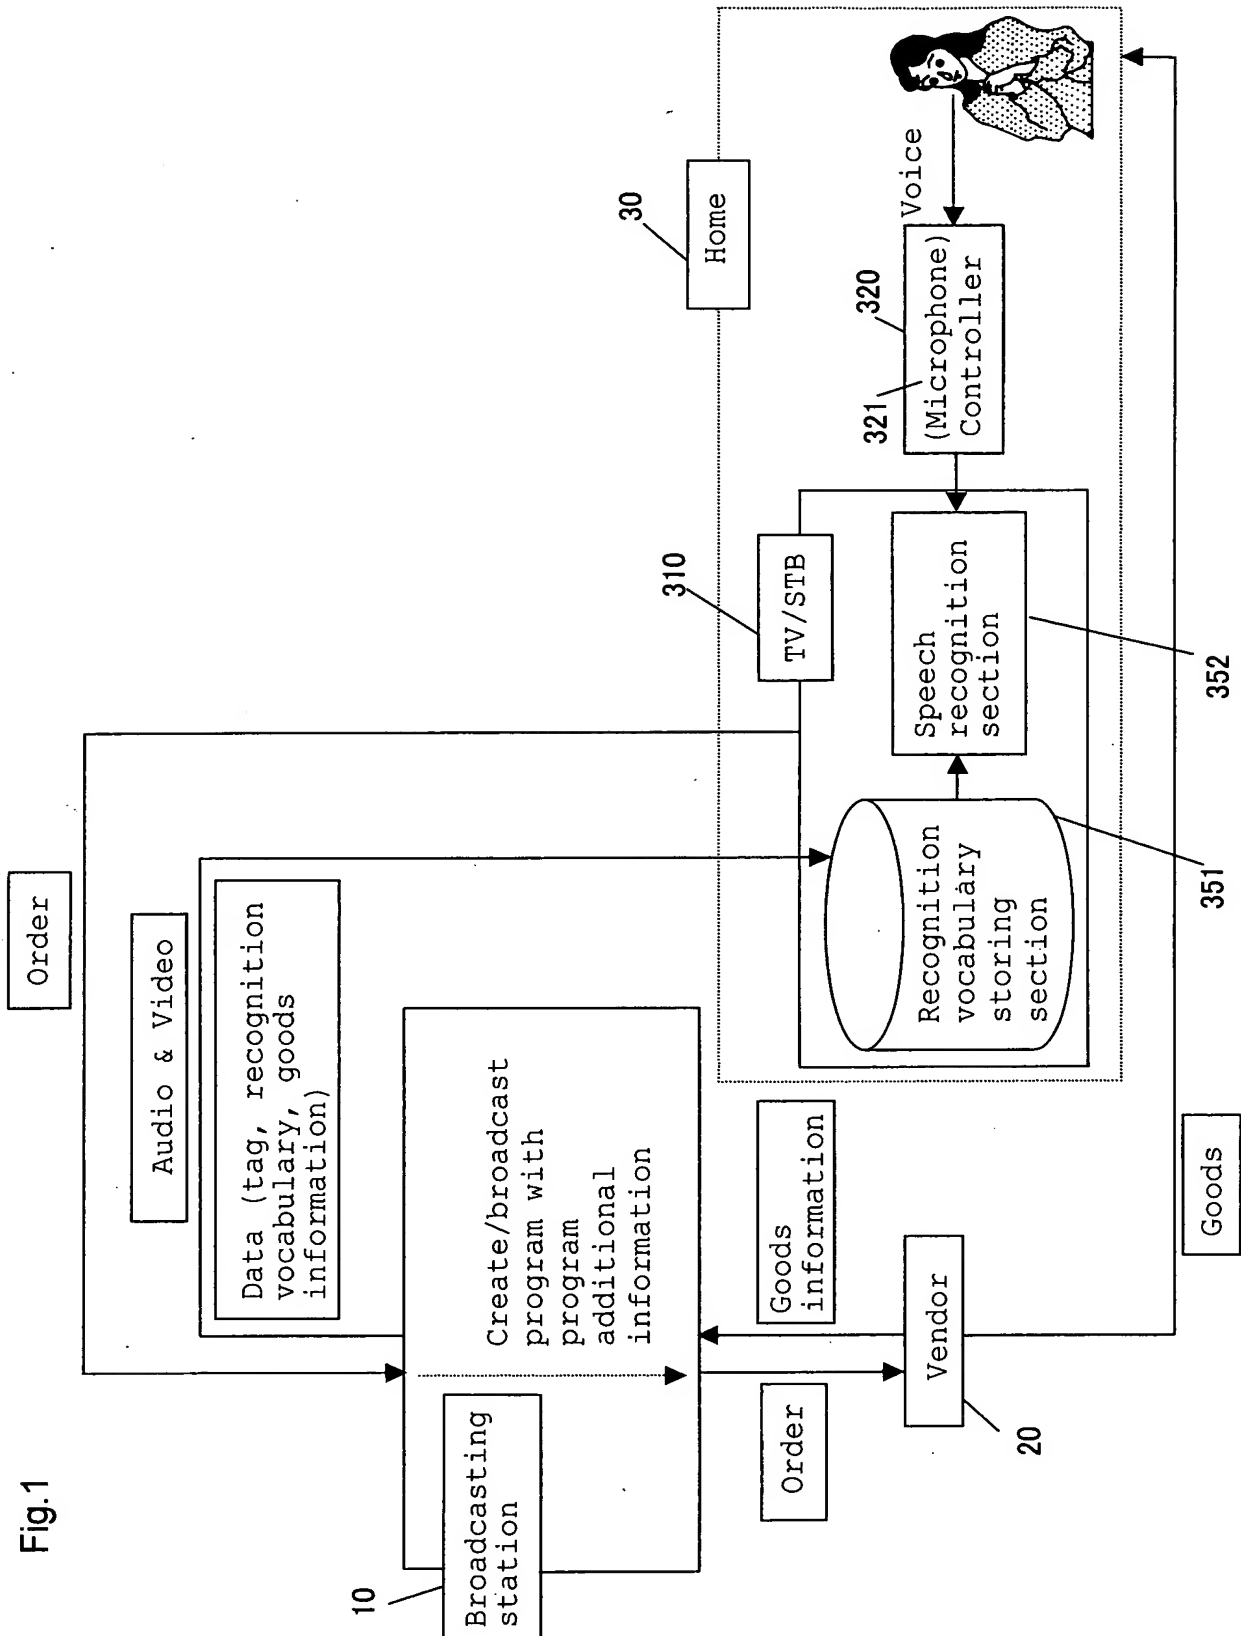 Fig.1
Order
Audio & Video
Data (tag, recognition
vocabulary, goods
information)
10
Broadcasting
station
Create/broadcast
program with
program
additional
information
Order
Goods
information
20
Vendor
Goods
30
Home
310
TV/STB
Recognition
vocabulary
storing
section
351
Speech
recognition
section
352
320
321
(Microphone)
Controller
Voice